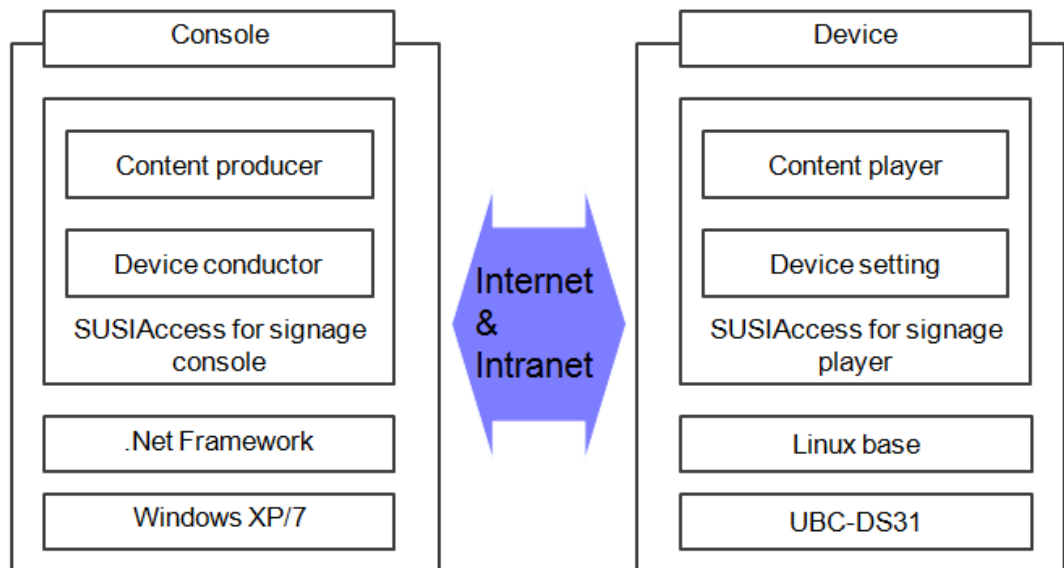 Console
Content producer
Device conductor
SUSIAccess for signage
console
.Net Framework
Windows XP/7
Internet
&
Intranet
Device
Content player
Device setting
SUSIAccess for signage
player
Linux base
UBC-DS31